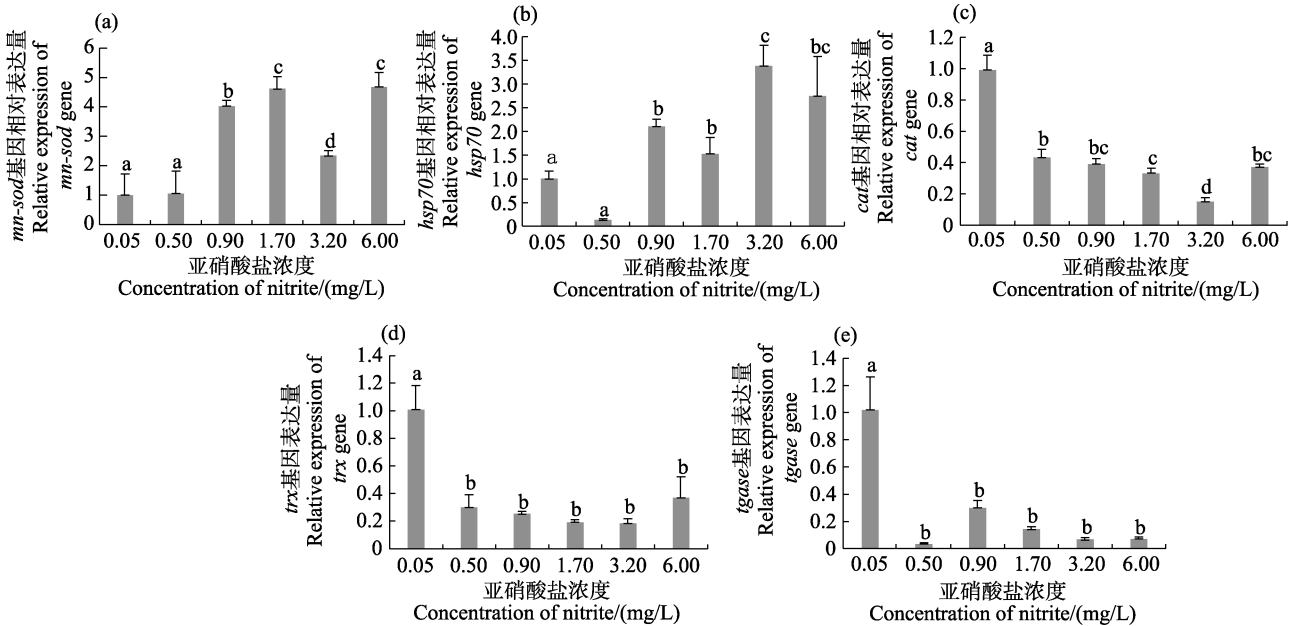 (a)
mn-sod基因相对表达量
Relative expression of
mn-sod gene
6
5
4
3
2
1
0
a
a
b
c
d
c
0.05 0.50 0.90 1.70 3.20 6.00
亚硝酸盐浓度
Concentration of nitrite/(mg/L)
(b)
hsp70基因相对表达量
Relative expression of
hsp70 gene
4.0
3.5
3.0
2.5
2.0
1.5
1.0
0.5
0
a
a
b
b
c
bc
0.05 0.50 0.90 1.70 3.20 6.00
亚硝酸盐浓度
Concentration of nitrite/(mg/L)
(c)
cat基因相对表达量
Relative expression of
cat gene
1.2
1.0
0.8
0.6
0.4
0.2
0
a
b
bc
c
d
bc
0.05 0.50 0.90 1.70 3.20 6.00
亚硝酸盐浓度
Concentration of nitrite/(mg/L)
(d)
trx基因表达量
Relative expression of
trx gene
1.4
1.2
1.0
0.8
0.6
0.4
0.2
0
a
b
b
b
b
b
0.05 0.50 0.90 1.70 3.20 6.00
亚硝酸盐浓度
Concentration of nitrite/(mg/L)
(e)
tgase基因表达量
Relative expression of
tgase gene
1.4
1.2
1.0
0.8
0.6
0.4
0.2
0
a
b
b
b
b
b
0.05 0.50 0.90 1.70 3.20 6.00
亚硝酸盐浓度
Concentration of nitrite/(mg/L)